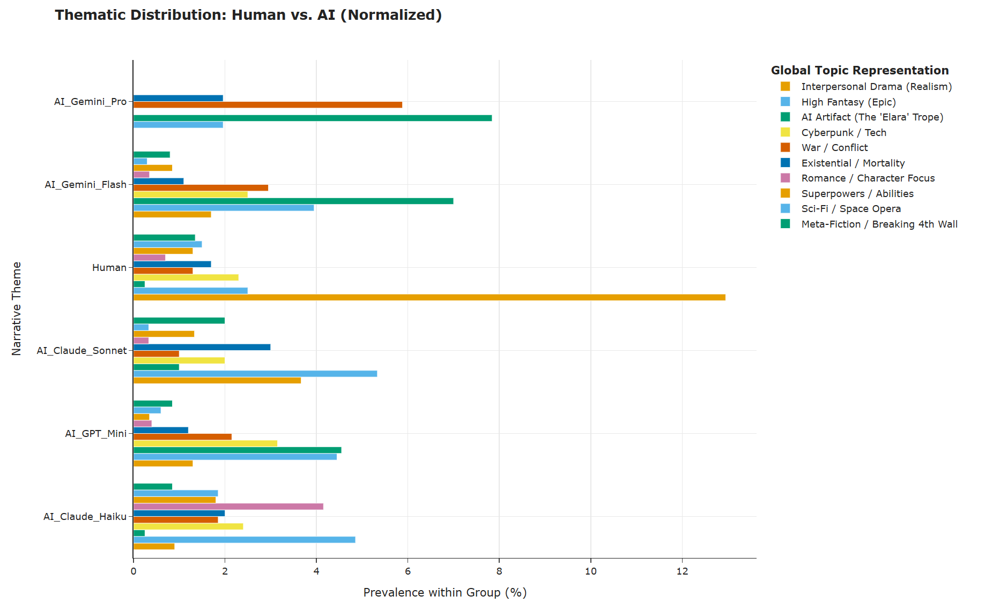 Thematic Distribution: Human vs. AI (Normalized)
Global Topic Representation
Interpersonal Drama (Realism)
High Fantasy (Epic)
AI Artifact (The 'Elara' Trope)
Cyberpunk / Tech
War / Conflict
Existential / Mortality
Romance / Character Focus
Superpowers / Abilities
Sci-Fi / Space Opera
Meta-Fiction / Breaking 4th Wall
Narrative Theme
AI_Gemini_Pro
AI_Gemini_Flash
Human
AI_Claude_Sonnet
AI_GPT_Mini
AI_Claude_Haiku
0 2 4 6 8 10 12
Prevalence within Group (%)